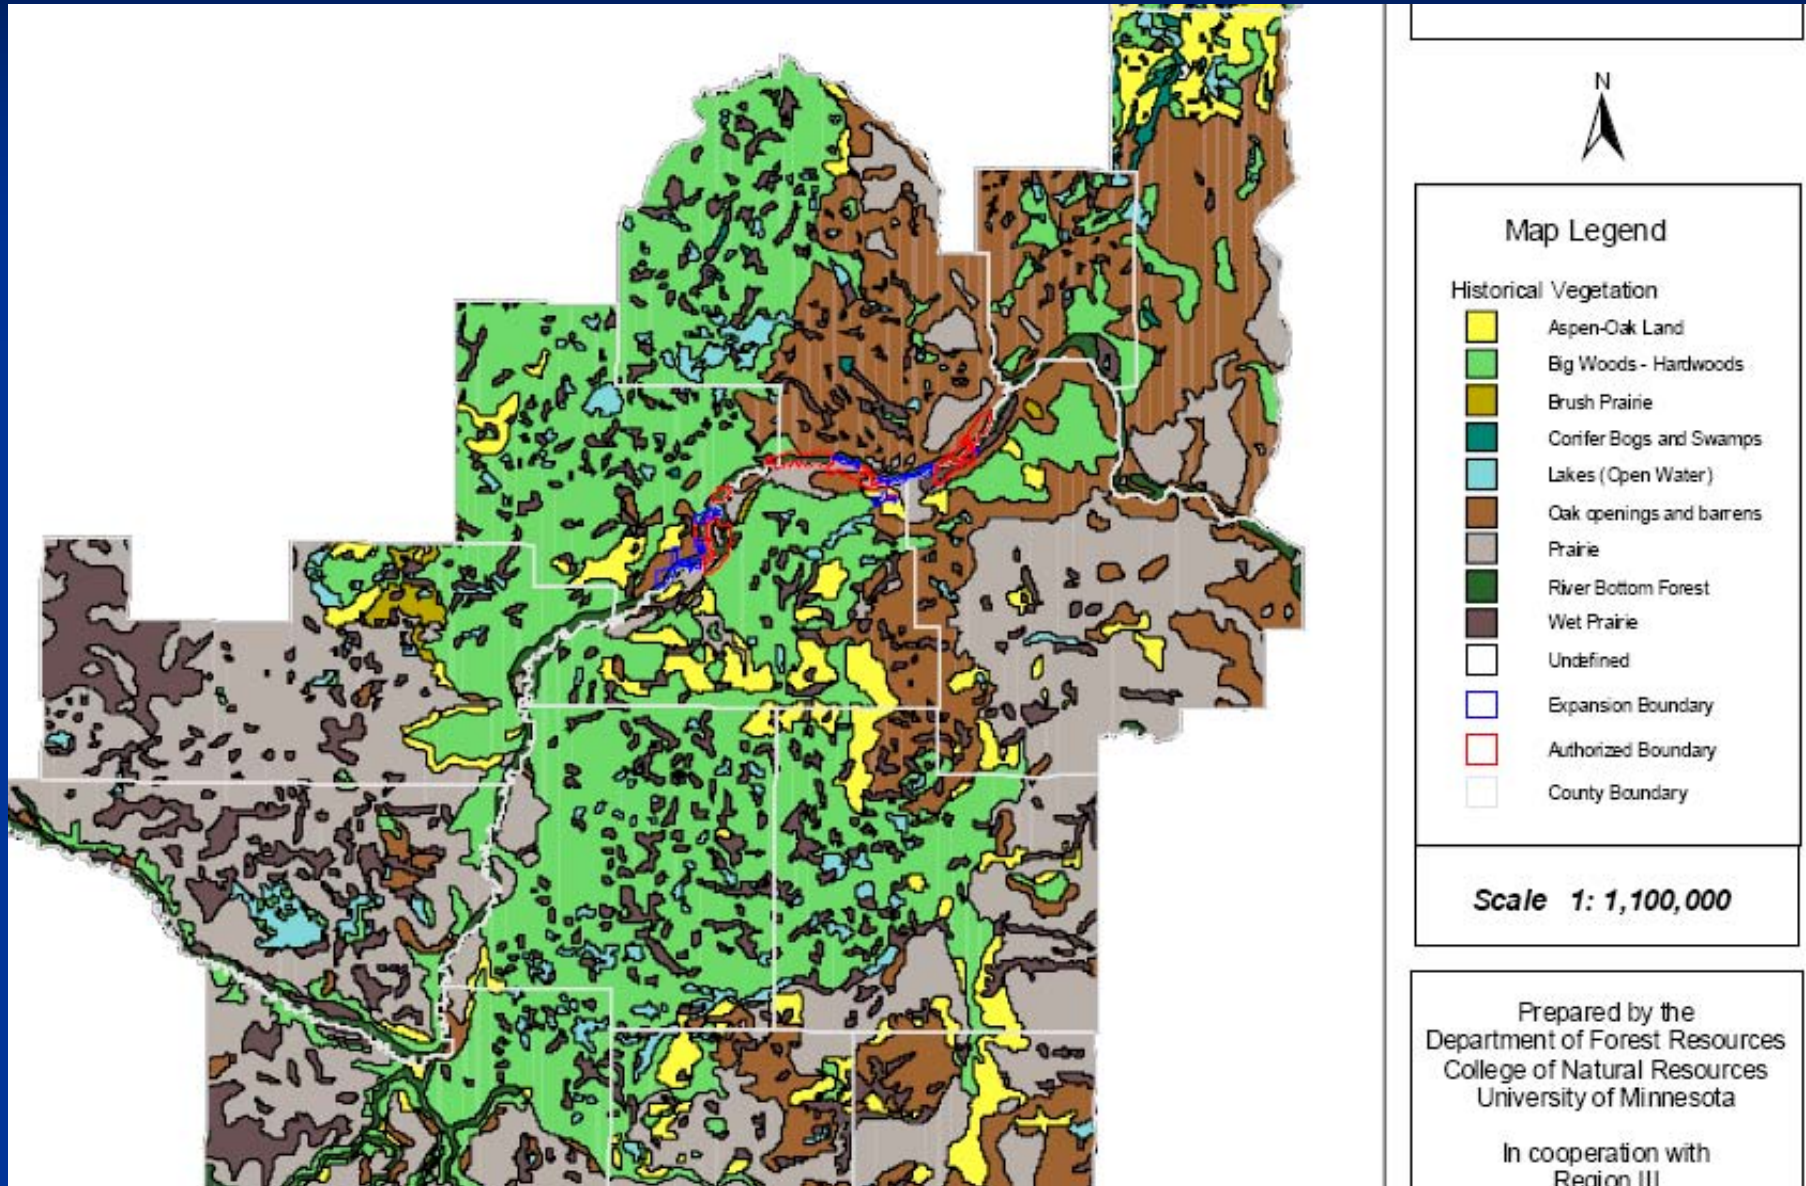 N
Map Legend
Historical Vegetation
Aspen-Oak Land
Big Woods - Hardwoods
Brush Prairie
Conifer Bogs and Swamps
Lakes (Open Water)
Oak openings and barrens
Prairie
River Bottom Forest
Wet Prairie
Undefined
Expansion Boundary
Authorized Boundary
County Boundary
Scale 1: 1,100,000
Prepared by the
Department of Forest Resources
College of Natural Resources
University of Minnesota
In cooperation with
Region III